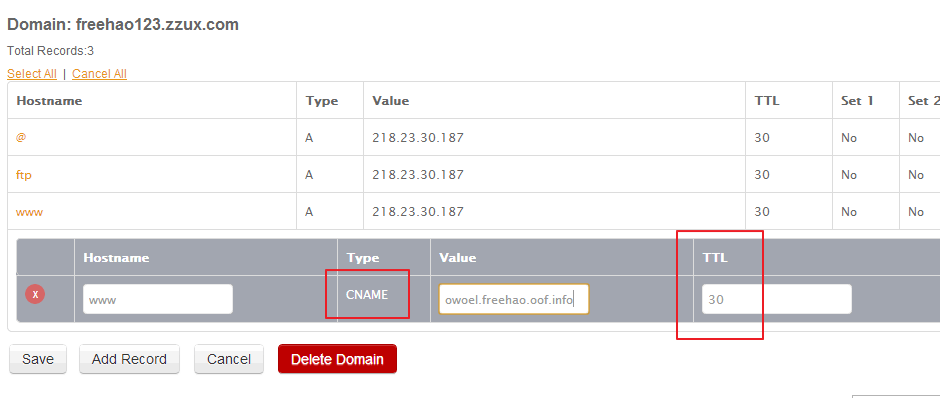 Domain: freehao123.zzux.com
Total Records:3
Select All | Cancel All
Hostname Type Value TTL Set 1 Set 2
@ A 218.23.30.187 30 No No
ftp A 218.23.30.187 30 No No
www A 218.23.30.187 30 No No
Hostname Type Value TTL
x www CNAME owoel.freehao.oof.info 30
Save Add Record Cancel Delete Domain